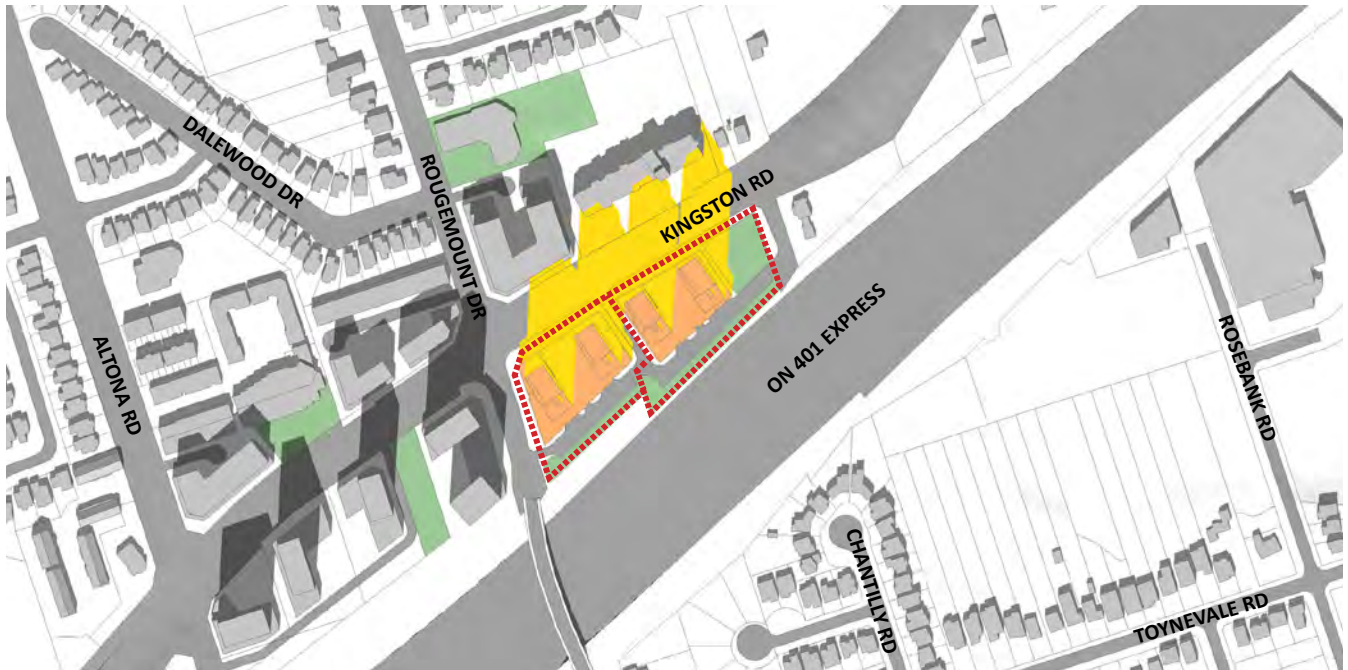 DALEWOOD DR
ROUGEMOUNT DR
KINGSTON RD
ALTONA RD
ON 401 EXPRESS
ROSEBANK RD
CHANTILLY RD
TOYNEVALE RD